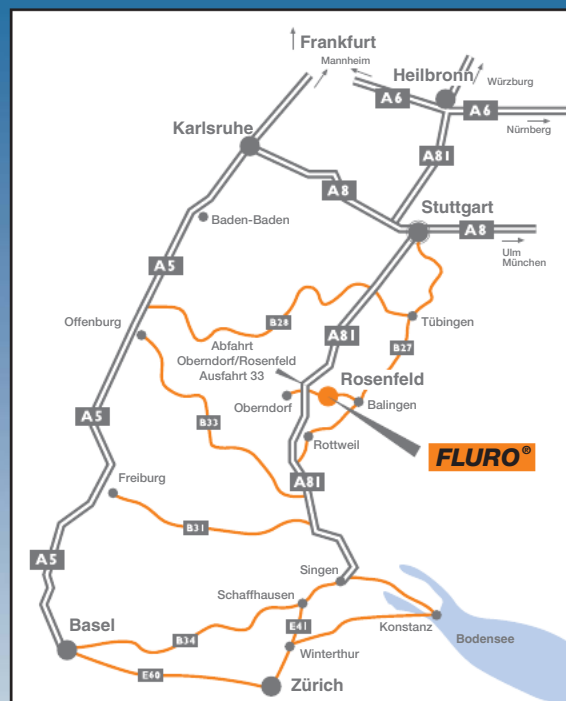 Frankfurt
Mannheim
Heilbronn
Würzburg
A6
A6
Nürnberg
Karlsruhe
A81
A8
Stuttgart
A8
Ulm
München
Baden-Baden
A5
Offenburg
B28
Tübingen
Abfahrt
Oberndorf/Rosenfeld
Ausfahrt 33
A81
B27
Rosenfeld
Oberndorf
Balingen
A5
B33
Rottweil
FLURO®
A81
Freiburg
B31
A5
Singen
Schaffhausen
Basel
B34
E41
Konstanz
Bodensee
Winterthur
E60
Zürich